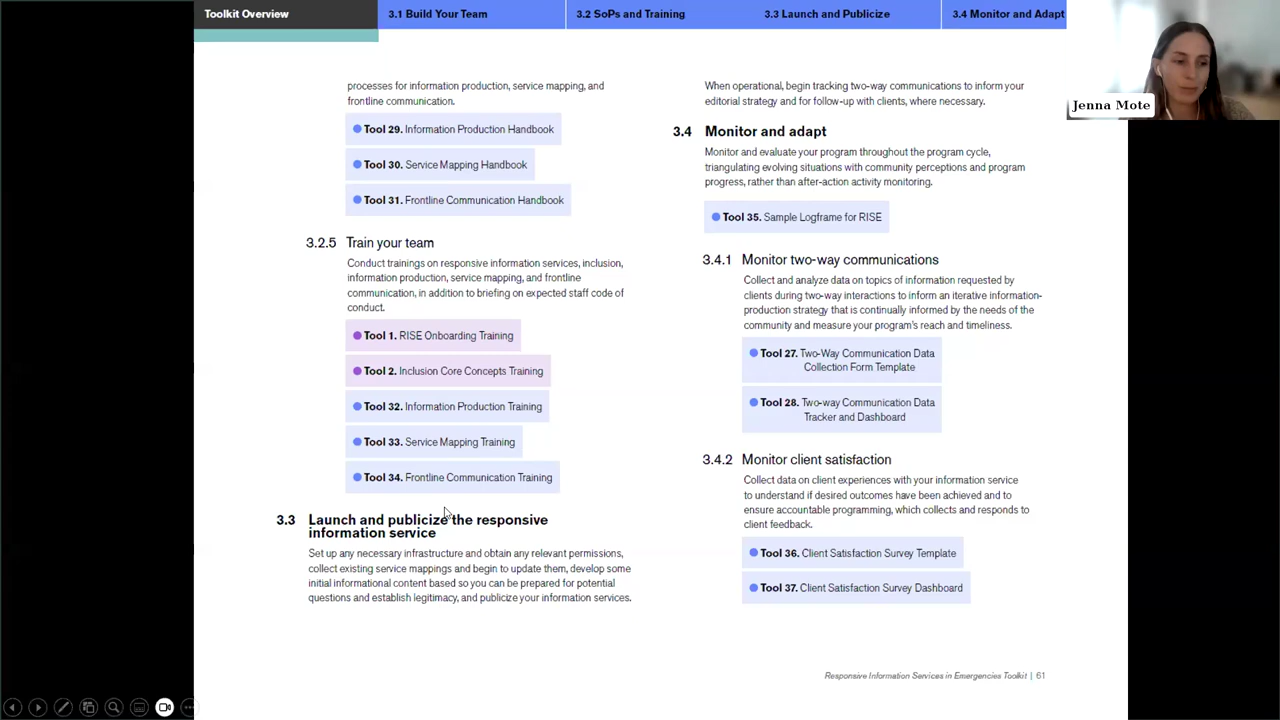 Toolkit Overview
3.1 Build Your Team
3.2 SoPs and Training
3.3 Launch and Publicize
3.4 Monitor and Adapt
Jenna Mote
processes for information production, service mapping, and
frontline communication.
Tool 29. Information Production Handbook
Tool 30. Service Mapping Handbook
Tool 31. Frontline Communication Handbook
3.2.5 Train your team
Conduct trainings on responsive information services, inclusion,
information production, service mapping, and frontline
communication, in addition to briefing on expected staff code of
conduct.
Tool 1. RISE Onboarding Training
Tool 2. Inclusion Core Concepts Training
Tool 32. Information Production Training
Tool 33. Service Mapping Training
Tool 34. Frontline Communication Training
3.3 Launch and publicize the responsive
information service
Set up any necessary infrastructure and obtain any relevant permissions,
collect existing service mappings and begin to update them, develop some
initial informational content based so you can be prepared for potential
questions and establish legitimacy, and publicize your information services.
When operational, begin tracking two-way communications to inform your
editorial strategy and for follow-up with clients, where necessary.
3.4 Monitor and adapt
Monitor and evaluate your program throughout the program cycle,
triangulating evolving situations with community perceptions and program
progress, rather than after-action activity monitoring.
Tool 35. Sample Logframe for RISE
3.4.1 Monitor two-way communications
Collect and analyze data on topics of information requested by
clients during two-way interactions to inform an iterative information-
production strategy that is continually informed by the needs of the
community and measure your program's reach and timeliness.
Tool 27. Two-Way Communication Data
Collection Form Template
Tool 28. Two-way Communication Data
Tracker and Dashboard
3.4.2 Monitor client satisfaction
Collect data on client experiences with your information service
to understand if desired outcomes have been achieved and to
ensure accountable programming, which collects and responds to
client feedback.
Tool 36. Client Satisfaction Survey Template
Tool 37. Client Satisfaction Survey Dashboard
Responsive Information Services in Emergencies Toolkit | 61